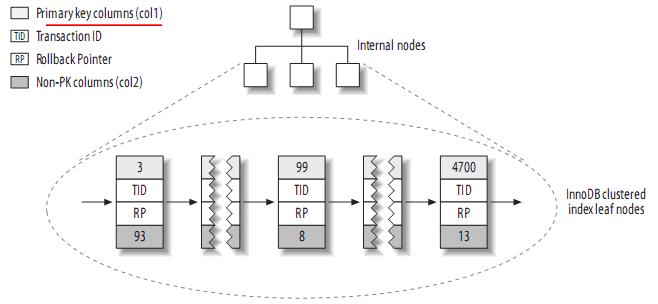 Primary key columns (col1)
TID Transaction ID
RP Rollback Pointer
Non-PK columns (col2)
Internal nodes
3 99 4700
TID TID TID
RP RP RP
93 8 13
InnoDB clustered
index leaf nodes